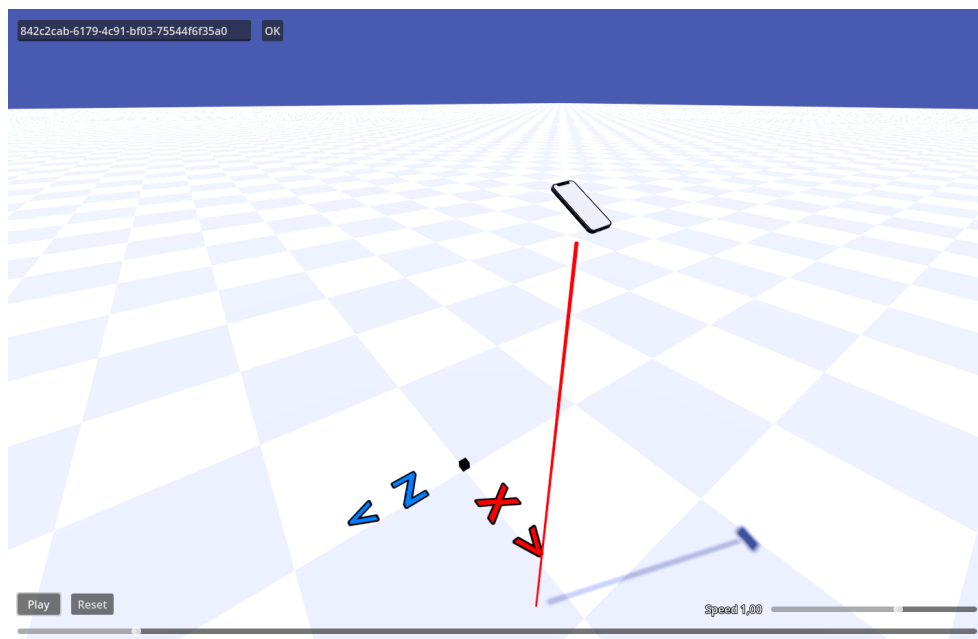 842c2cab-6179-4c91-bf03-75544f6f35a0 OK
< Z X >
Play Reset
Speed 1,00